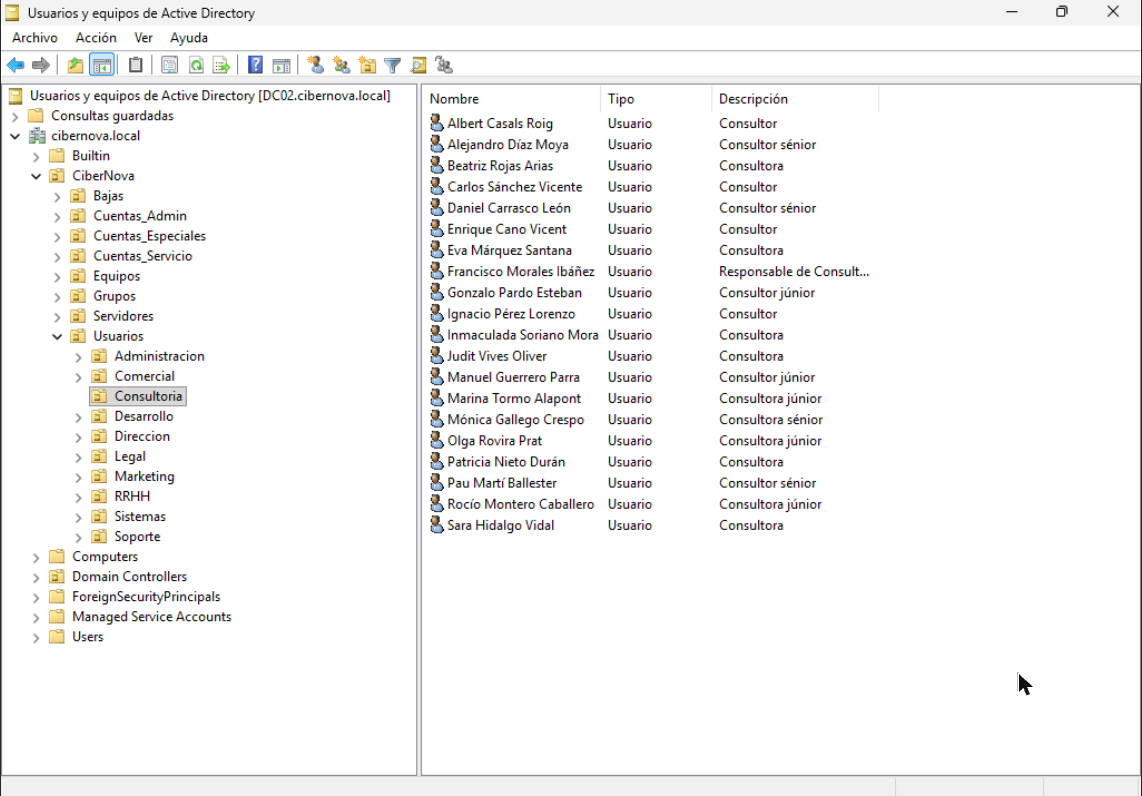 Usuarios y equipos de Active Directory
Archivo Acción Ver Ayuda
Usuarios y equipos de Active Directory [DC02.cibernova.local]
Consultas guardadas
cibernova.local
Builtin
CiberNova
Bajas
Cuentas_Admin
Cuentas_Especiales
Cuentas_Servicio
Equipos
Grupos
Servidores
Usuarios
Administracion
Comercial
Consultoria
Desarrollo
Direccion
Legal
Marketing
RRHH
Sistemas
Soporte
Computers
Domain Controllers
ForeignSecurityPrincipals
Managed Service Accounts
Users
Nombre Tipo Descripción
Albert Casals Roig Usuario Consultor
Alejandro Díaz Moya Usuario Consultor sénior
Beatriz Rojas Arias Usuario Consultora
Carlos Sánchez Vicente Usuario Consultor
Daniel Carrasco León Usuario Consultor sénior
Enrique Cano Vicent Usuario Consultor
Eva Márquez Santana Usuario Consultora
Francisco Morales Ibáñez Usuario Responsable de Consult...
Gonzalo Pardo Esteban Usuario Consultor júnior
Ignacio Pérez Lorenzo Usuario Consultor
Inmaculada Soriano Mora Usuario Consultora
Judit Vives Oliver Usuario Consultora
Manuel Guerrero Parra Usuario Consultor júnior
Marina Tormo Alapont Usuario Consultora júnior
Mónica Gallego Crespo Usuario Consultora sénior
Olga Rovira Prat Usuario Consultora júnior
Patricia Nieto Durán Usuario Consultora
Pau Martí Ballester Usuario Consultor sénior
Rocío Montero Caballero Usuario Consultora júnior
Sara Hidalgo Vidal Usuario Consultora